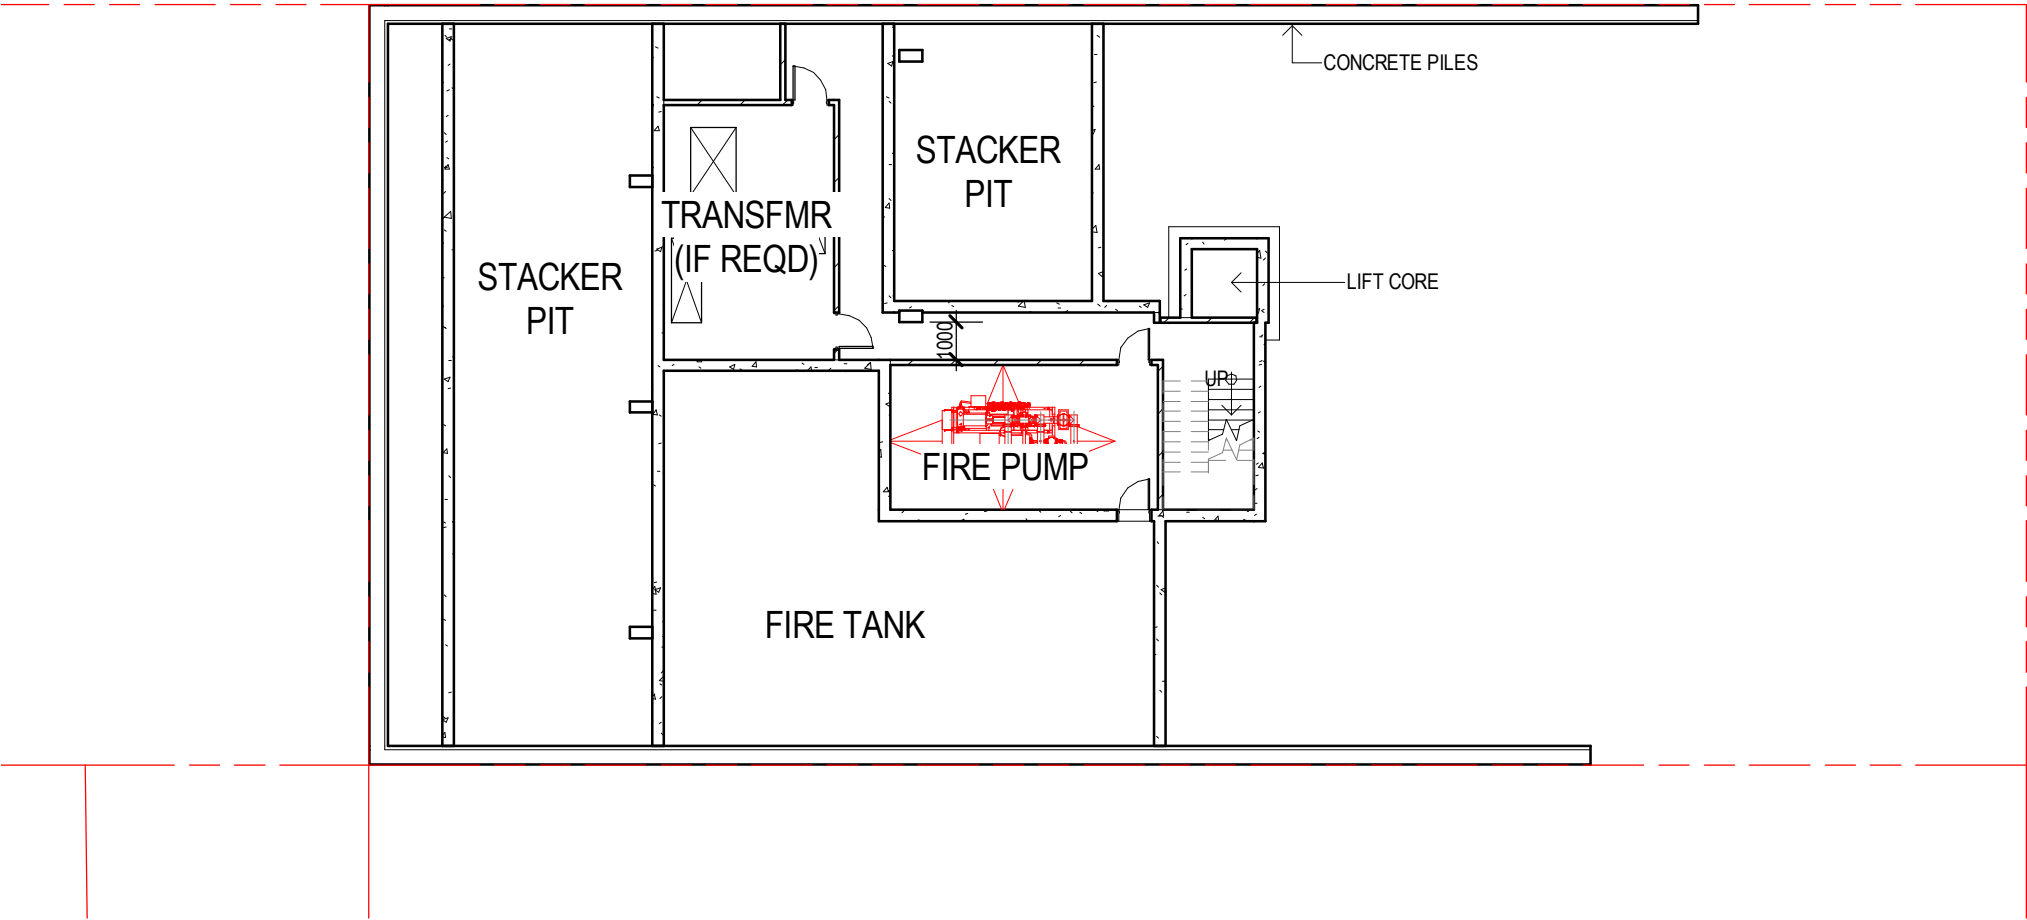 CONCRETE PILES
STACKER
PIT
TRANSFMR
(IF REQD)
STACKER
PIT
LIFT CORE
1000
UP
FIRE PUMP
FIRE TANK